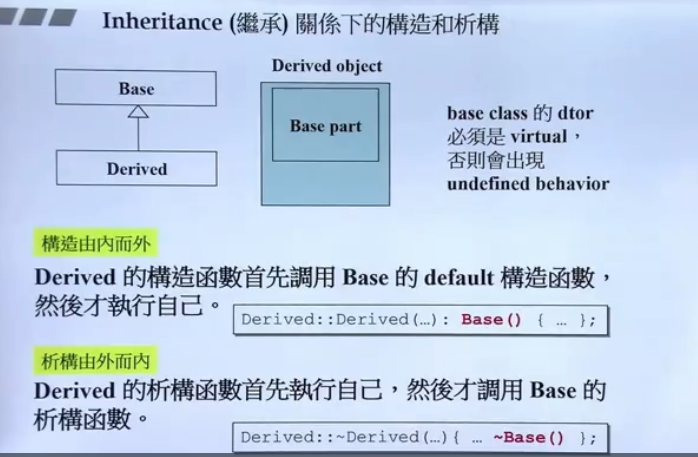 Inheritance (繼承) 關係下的構造和析構
Base
Derived
Derived object
Base part
base class 的 dtor
必須是 virtual，
否則會出現
undefined behavior
構造由內而外
Derived 的構造函數首先調用 Base 的 default 構造函數，
然後才執行自己。
Derived::Derived(…): Base() { … };
析構由外而內
Derived 的析構函數首先執行自己，然後才調用 Base 的
析構函數。
Derived::~Derived(…){ … ~Base() };